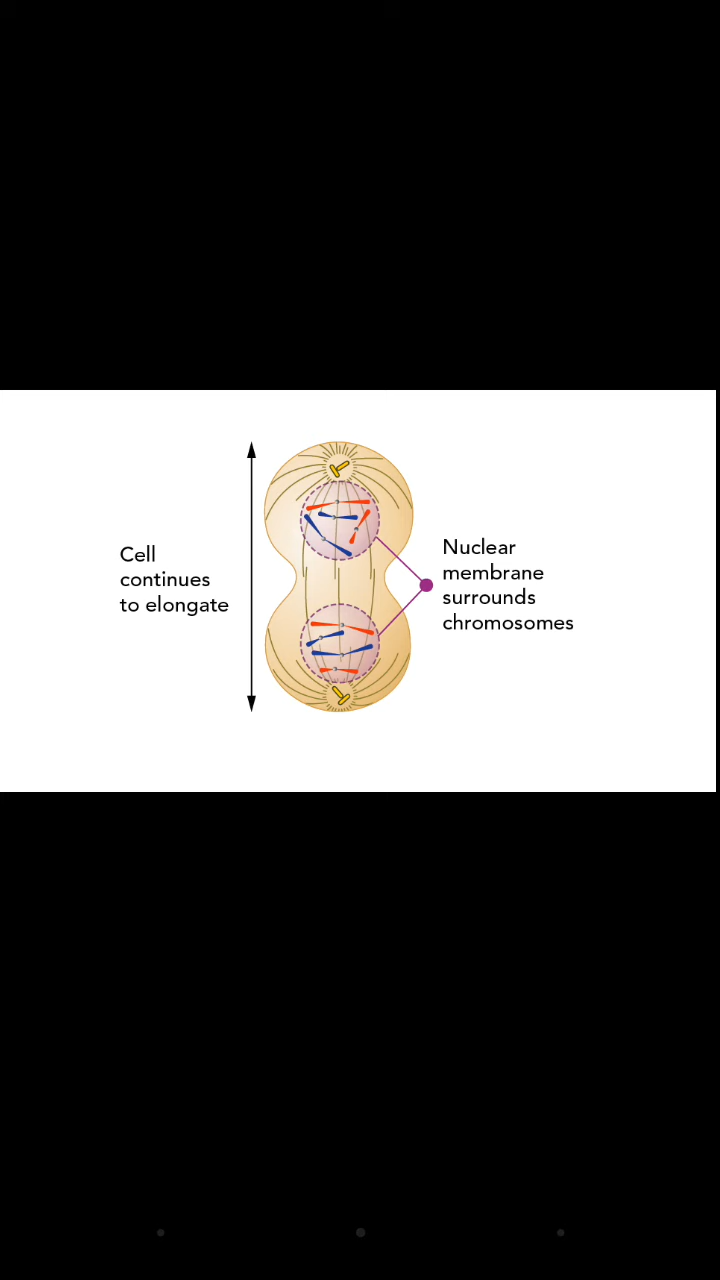 Cell
continues
to elongate
Nuclear
membrane
surrounds
chromosomes